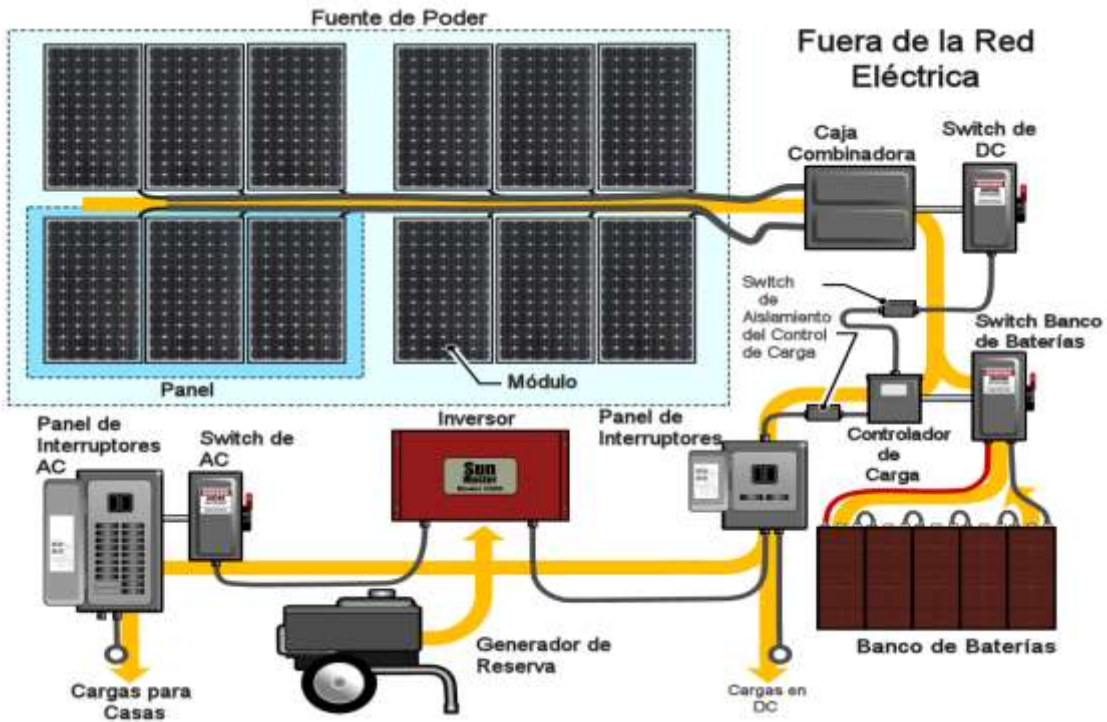 Fuente de Poder
Fuera de la Red
Eléctrica
Caja
Combinadora
Switch de
DC
Switch
de
Aislamiento
del Control
de Carga
Switch Banco
de Baterías
Panel
Módulo
Panel de
Interruptores
AC
Switch de
AC
Inversor
Sun
Panel de
Interruptores
Controlador
de
Carga
Generador de
Reserva
Banco de Baterías
Cargas para
Casas
Cargas en
DC